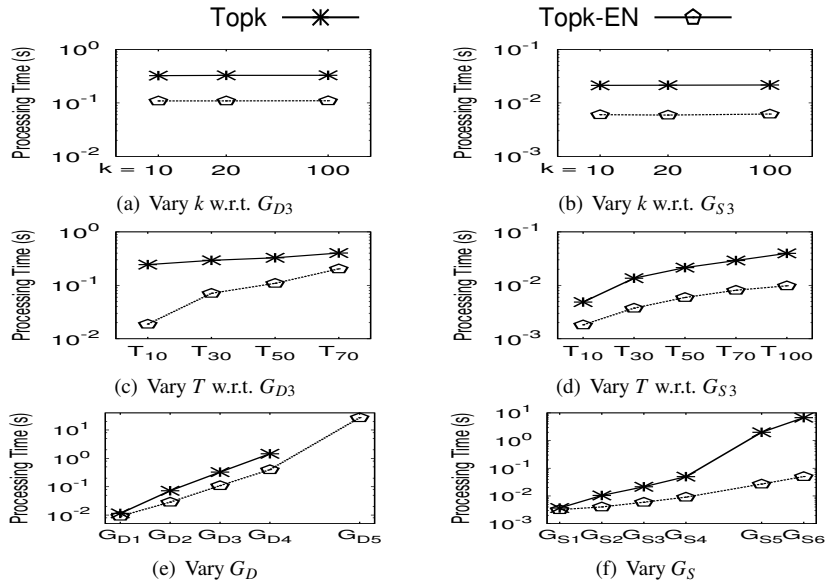 Topk Topk-EN
Processing Time (s)
10^0
10^-1
10^-2
k = 10 20 100
(a) Vary k w.r.t. G_D3
Processing Time (s)
10^-1
10^-2
10^-3
k = 10 20 100
(b) Vary k w.r.t. G_S3
Processing Time (s)
10^0
10^-1
10^-2
T_10 T_30 T_50 T_70
(c) Vary T w.r.t. G_D3
Processing Time (s)
10^-1
10^-2
10^-3
T_10 T_30 T_50 T_70 T_100
(d) Vary T w.r.t. G_S3
Processing Time (s)
10^1
10^0
10^-1
10^-2
G_D1 G_D2 G_D3 G_D4 G_D5
(e) Vary G_D
Processing Time (s)
10^1
10^0
10^-1
10^-2
10^-3
G_S1 G_S2 G_S3 G_S4 G_S5 G_S6
(f) Vary G_S